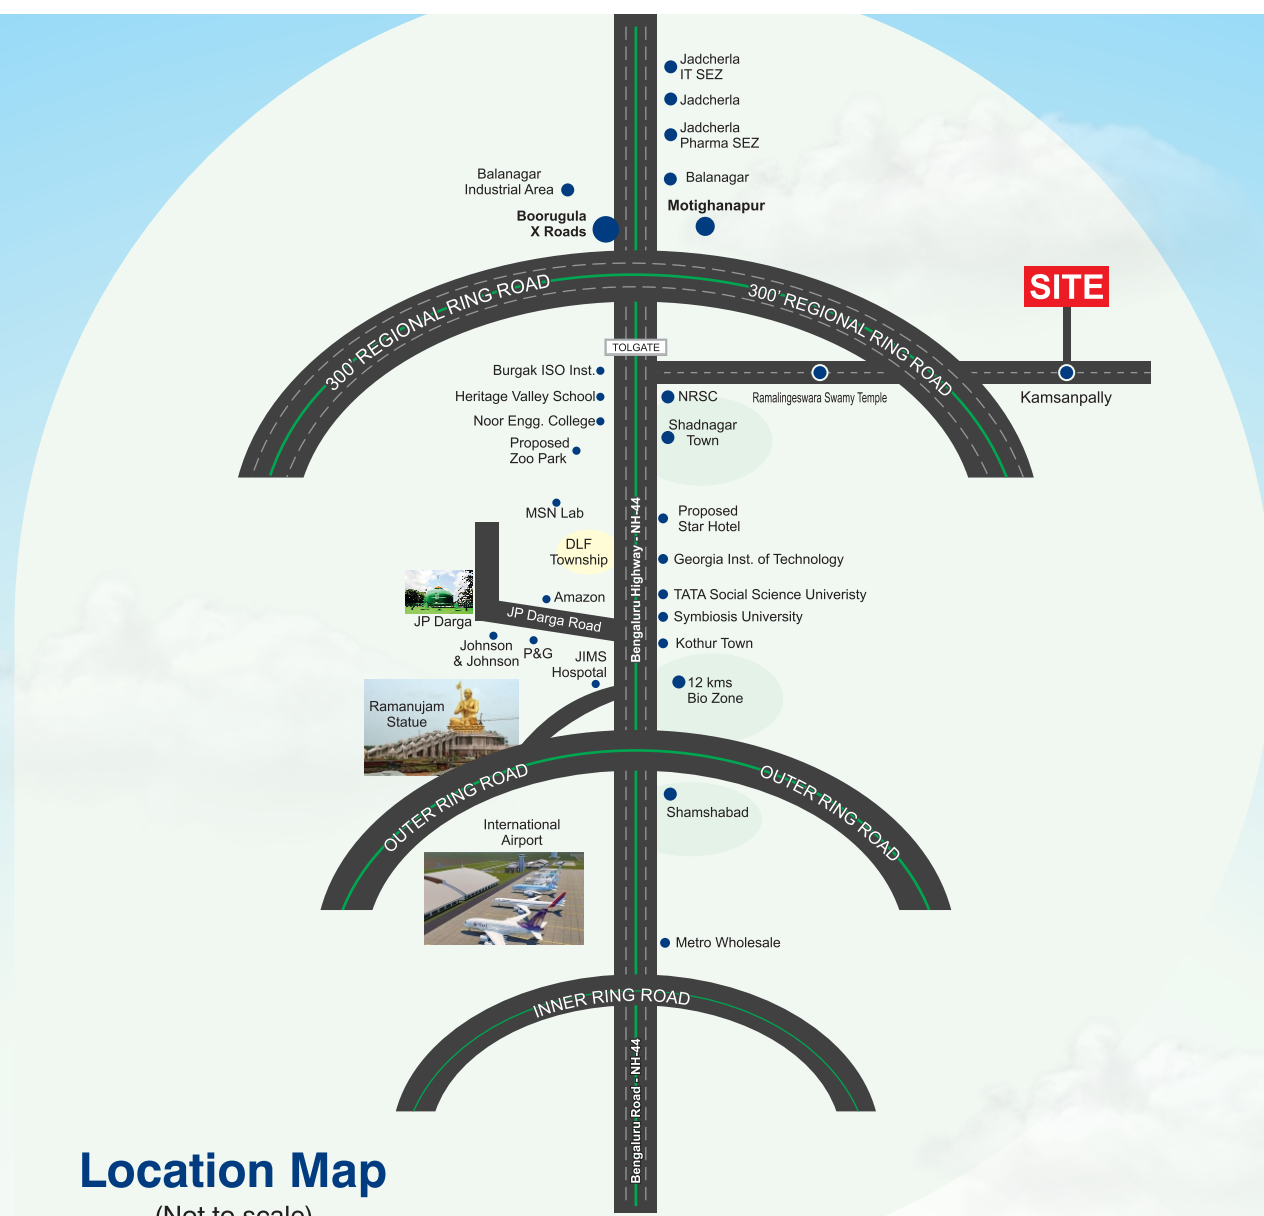 Jadcherla
IT SEZ
Jadcherla
Jadcherla
Pharma SEZ
Balanagar
Industrial Area
Balanagar
Boorugula
X Roads
Motighanapur
300' REGIONAL RING ROAD
300' REGIONAL RING ROAD
SITE
TOLGATE
Burgak ISO Inst.
Heritage Valley School
Noor Engg. College
Proposed
Zoo Park
NRSC
Ramalingeswara Swamy Temple
Kamsanpally
Shadnagar
Town
MSN Lab
Proposed
Star Hotel
DLF
Township
Georgia Inst. of Technology
Bengaluru Highway - NH-44
Amazon
TATA Social Science Univeristy
JP Darga
JP Darga Road
Symbiosis University
Johnson
& Johnson
P&G
JIMS
Hospotal
Kothur Town
12 kms
Bio Zone
Ramanujam
Statue
OUTER RING ROAD
OUTER RING ROAD
Shamshabad
International
Airport
Metro Wholesale
INNER RING ROAD
Bengaluru Road - NH-44
Location Map
(Not to scale)